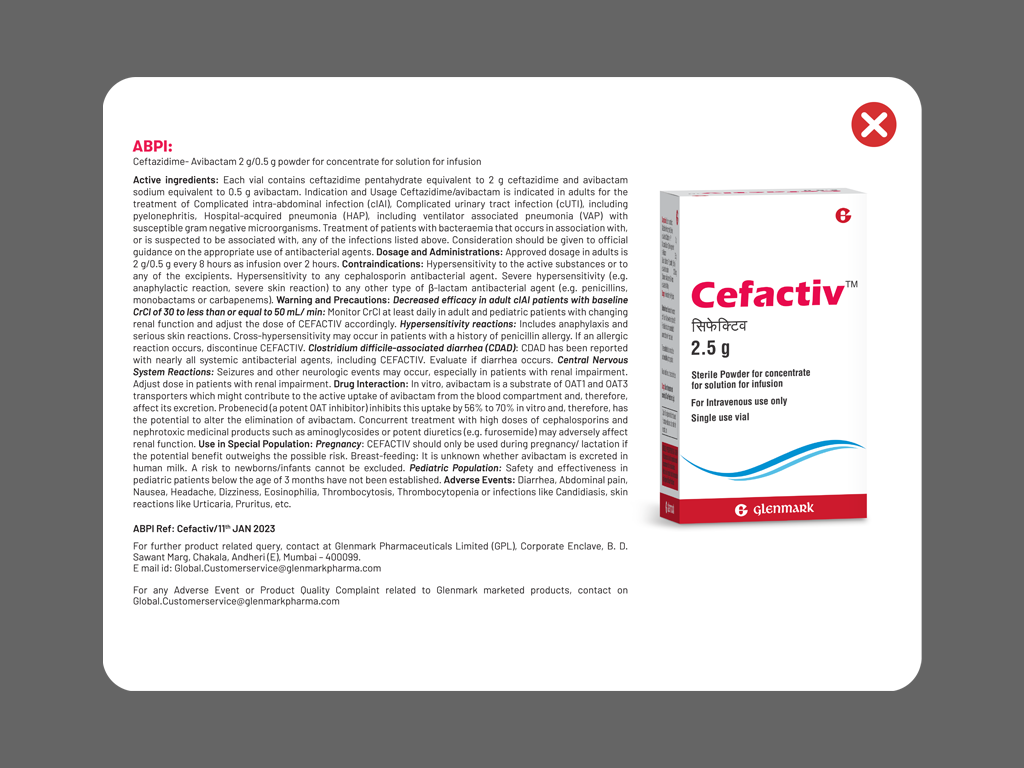 ABPI:
Ceftazidime- Avibactam 2 g/0.5 g powder for concentrate for solution for infusion
Active ingredients: Each vial contains ceftazidime pentahydrate equivalent to 2 g ceftazidime and avibactam
sodium equivalent to 0.5 g avibactam. Indication and Usage Ceftazidime/avibactam is indicated in adults for the
treatment of Complicated intra-abdominal infection (cIAI), Complicated urinary tract infection (cUTI), including
pyelonephritis, Hospital-acquired pneumonia (HAP), including ventilator associated pneumonia (VAP) with
susceptible gram negative microorganisms. Treatment of patients with bacteraemia that occurs in association with,
or is suspected to be associated with, any of the infections listed above. Consideration should be given to official
guidance on the appropriate use of antibacterial agents. Dosage and Administrations: Approved dosage in adults is
2 g/0.5 g every 8 hours as infusion over 2 hours. Contraindications: Hypersensitivity to the active substances or to
any of the excipients. Hypersensitivity to any cephalosporin antibacterial agent. Severe hypersensitivity (e.g.
anaphylactic reaction, severe skin reaction) to any other type of β-lactam antibacterial agent (e.g. penicillins,
monobactams or carbapenems). Warning and Precautions: Decreased efficacy in adult cIAI patients with baseline
CrCl of 30 to less than or equal to 50 mL/ min: Monitor CrCl at least daily in adult and pediatric patients with changing
renal function and adjust the dose of CEFACTIV accordingly. Hypersensitivity reactions: Includes anaphylaxis and
serious skin reactions. Cross-hypersensitivity may occur in patients with a history of penicillin allergy. If an allergic
reaction occurs, discontinue CEFACTIV. Clostridium difficile-associated diarrhea (CDAD): CDAD has been reported
with nearly all systemic antibacterial agents, including CEFACTIV. Evaluate if diarrhea occurs. Central Nervous
System Reactions: Seizures and other neurologic events may occur, especially in patients with renal impairment.
Adjust dose in patients with renal impairment. Drug Interaction: In vitro, avibactam is a substrate of OAT1 and OAT3
transporters which might contribute to the active uptake of avibactam from the blood compartment and, therefore,
affect its excretion. Probenecid (a potent OAT inhibitor) inhibits this uptake by 56% to 70% in vitro and, therefore, has
the potential to alter the elimination of avibactam. Concurrent treatment with high doses of cephalosporins and
nephrotoxic medicinal products such as aminoglycosides or potent diuretics (e.g. furosemide) may adversely affect
renal function. Use in Special Population: Pregnancy: CEFACTIV should only be used during pregnancy/ lactation if
the potential benefit outweighs the possible risk. Breast-feeding: It is unknown whether avibactam is excreted in
human milk. A risk to newborns/infants cannot be excluded. Pediatric Population: Safety and effectiveness in
pediatric patients below the age of 3 months have not been established. Adverse Events: Diarrhea, Abdominal pain,
Nausea, Headache, Dizziness, Eosinophilia, Thrombocytosis, Thrombocytopenia or infections like Candidiasis, skin
reactions like Urticaria, Pruritus, etc.
ABPI Ref: Cefactiv/11th JAN 2023
For further product related query, contact at Glenmark Pharmaceuticals Limited (GPL), Corporate Enclave, B. D.
Sawant Marg, Chakala, Andheri (E), Mumbai – 400099.
E mail id: Global.Customerservice@glenmarkpharma.com
For any Adverse Event or Product Quality Complaint related to Glenmark marketed products, contact on
Global.Customerservice@glenmarkpharma.com
Cefactiv™
सिफेक्टिव
2.5 g
Sterile Powder for concentrate
for solution for infusion
For Intravenous use only
Single use vial
glenmark